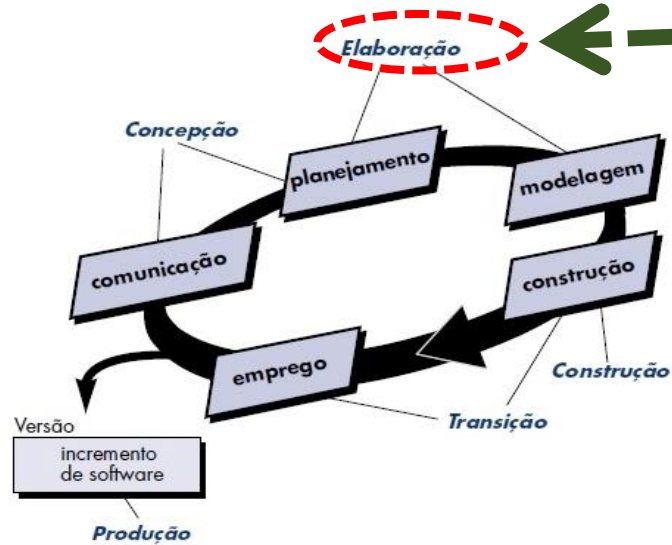 Elaboração
Concepção
planejamento
modelagem
comunicação
construção
emprego
Construção
Transição
Versão
incremento
de software
Produção